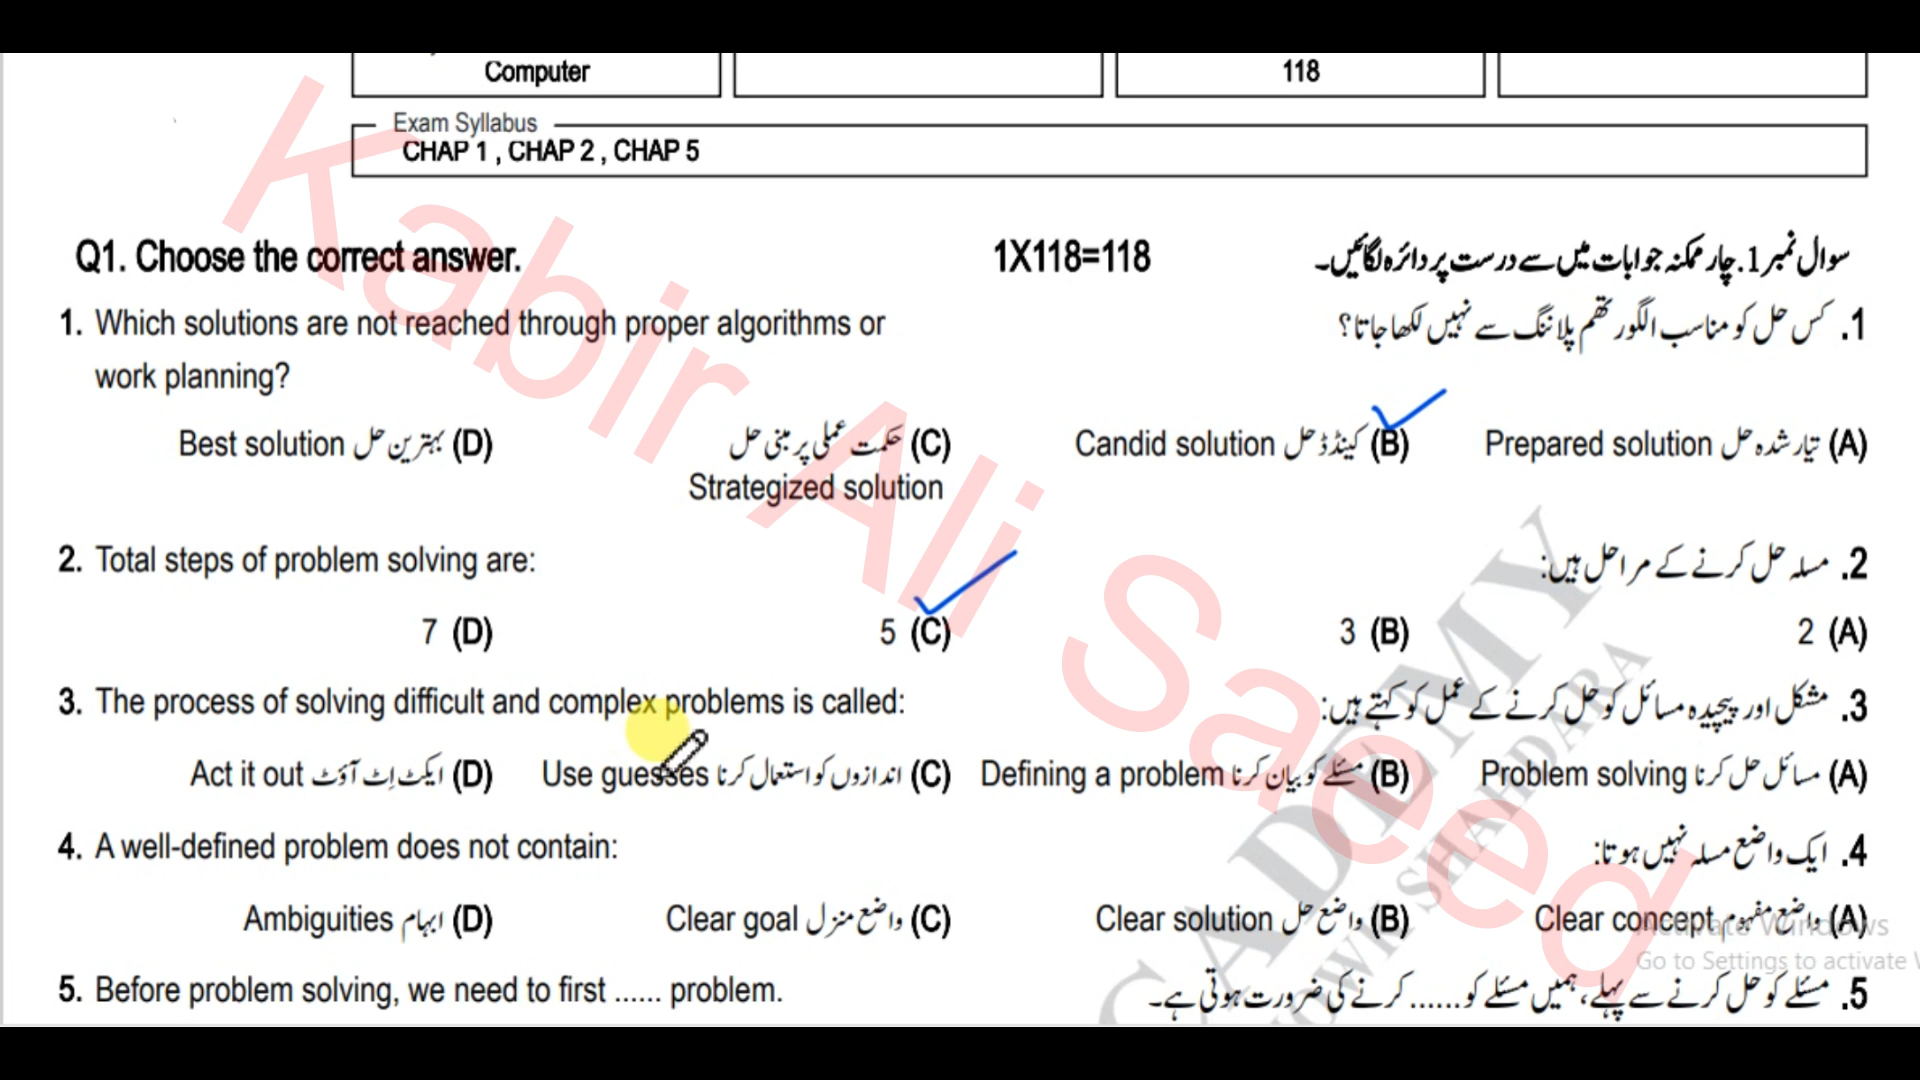 Computer
118
Exam Syllabus
CHAP 1 , CHAP 2 , CHAP 5
Q1. Choose the correct answer. 1X118=118 سوال نمبر 1. چار ممکنہ جوابات میں سے درست پر دائرہ لگائیں۔
1. Which solutions are not reached through proper algorithms or work planning?
1. کس حل کو مناسب الگورتھم پلاننگ سے نہیں لکھا جاتا؟
Best solution بہترین حل (D) حکمت عملی پر مبنی حل (C) Candid solution کینڈڈ حل (B) Prepared solution تیار شدہ حل (A)
Strategized solution
2. Total steps of problem solving are: 2. مسلہ حل کرنے کے مراحل ہیں:
7 (D) 5 (C) 3 (B) 2 (A)
3. The process of solving difficult and complex problems is called: 3. مشکل اور پیچیدہ مسائل کو حل کرنے کے عمل کو کہتے ہیں:
Act it out ایکٹ اِٹ آؤٹ (D) Use guesses اندازوں کو استعمال کرنا (C) Defining a problem مسئلے کو بیان کرنا (B) Problem solving مسائل حل کرنا (A)
4. A well-defined problem does not contain: 4. ایک واضع مسلہ نہیں ہوتا:
Ambiguities ابہام (D) Clear goal واضع منزل (C) Clear solution واضع حل (B) Clear concept واضع مفہوم (A)
5. Before problem solving, we need to first ...... problem. 5. مسئلے کو حل کرنے سے پہلے، ہمیں مسئلے کو ...... کرنے کی ضرورت ہوتی ہے۔
Kabir Ali Saeed
CADEMY
SHAHDARA
Activate Windows
Go to Settings to activate